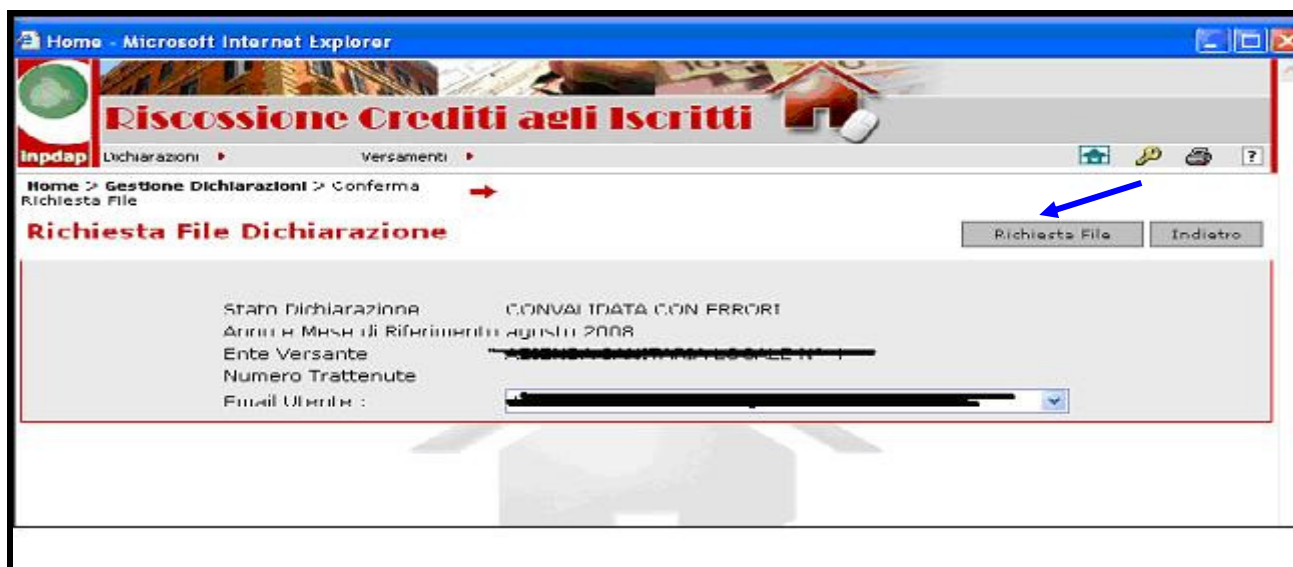 Home - Microsoft Internet Explorer
Riscossione Crediti agli Iscritti
inpdap Dichiarazioni Versamenti ?
Home > Gestione Dichiarazioni > Conferma
Richiesta File
Richiesta File Dichiarazione
Richiesta File Indietro
Stato Dichiarazione CONVALIDATA CON ERRORI
Anno e Mese di Riferimento agosto 2008
Ente Versante
Numero Trattenute
Email Utente :